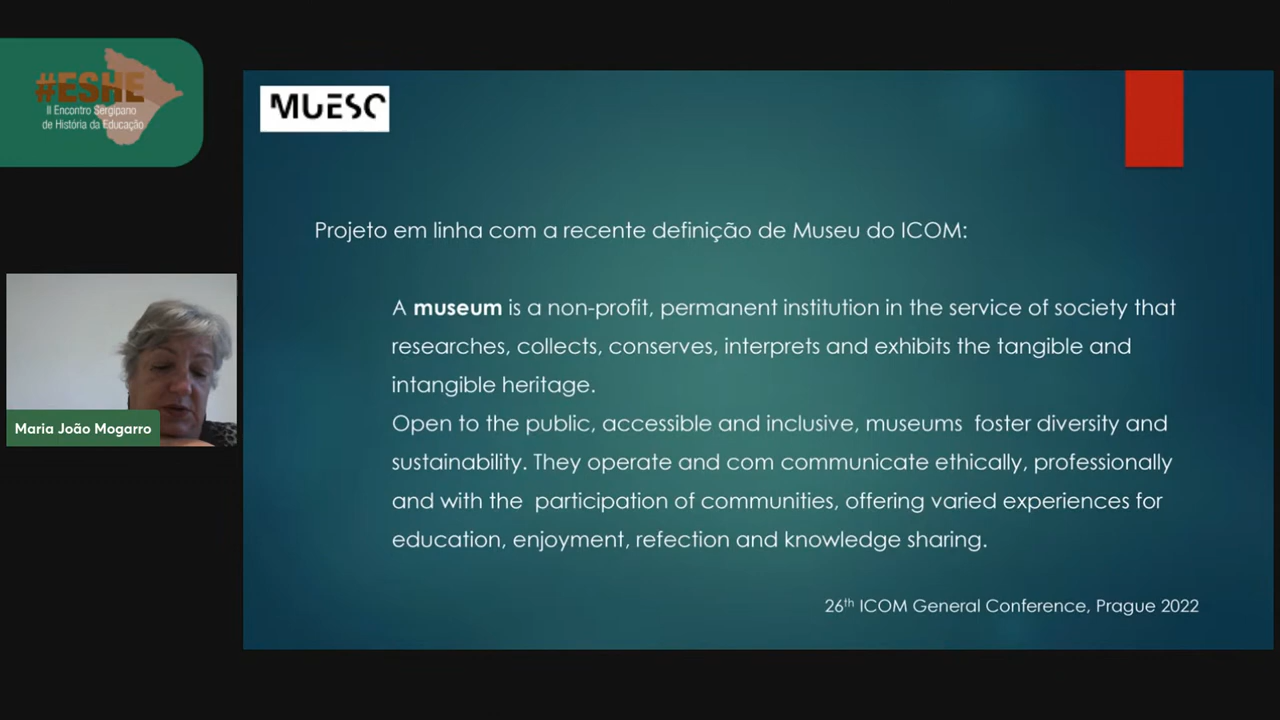 #ESHE
II Encontro Sergipano
de História da Educação
MUESC
Projeto em linha com a recente definição de Museu do ICOM:
A museum is a non-profit, permanent institution in the service of society that
researches, collects, conserves, interprets and exhibits the tangible and
intangible heritage.
Open to the public, accessible and inclusive, museums foster diversity and
sustainability. They operate and com communicate ethically, professionally
and with the participation of communities, offering varied experiences for
education, enjoyment, refection and knowledge sharing.
26th ICOM General Conference, Prague 2022
Maria João Mogarro